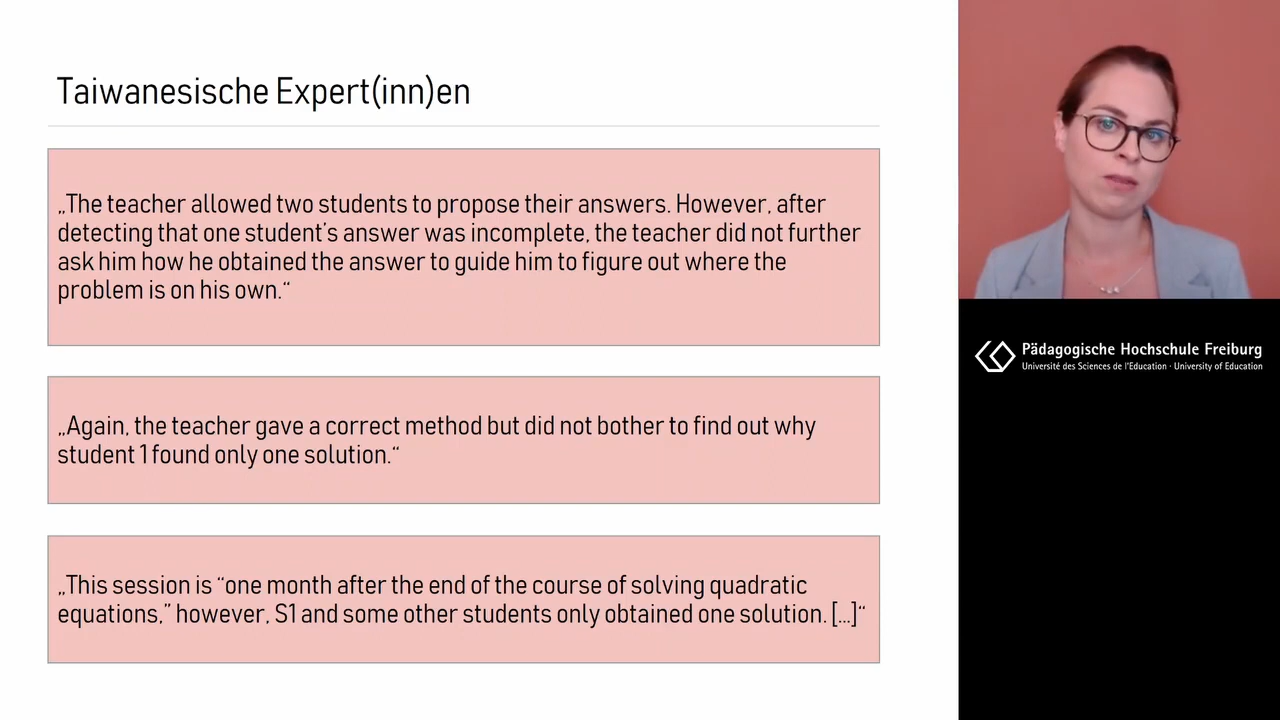 Taiwanesische Expert(inn)en
„The teacher allowed two students to propose their answers. However, after
detecting that one student's answer was incomplete, the teacher did not further
ask him how he obtained the answer to guide him to figure out where the
problem is on his own.“
„Again, the teacher gave a correct method but did not bother to find out why
student 1 found only one solution.“
„This session is “one month after the end of the course of solving quadratic
equations,” however, S1 and some other students only obtained one solution. [...]“
Pädagogische Hochschule Freiburg
Université des Sciences de l'Education · University of Education